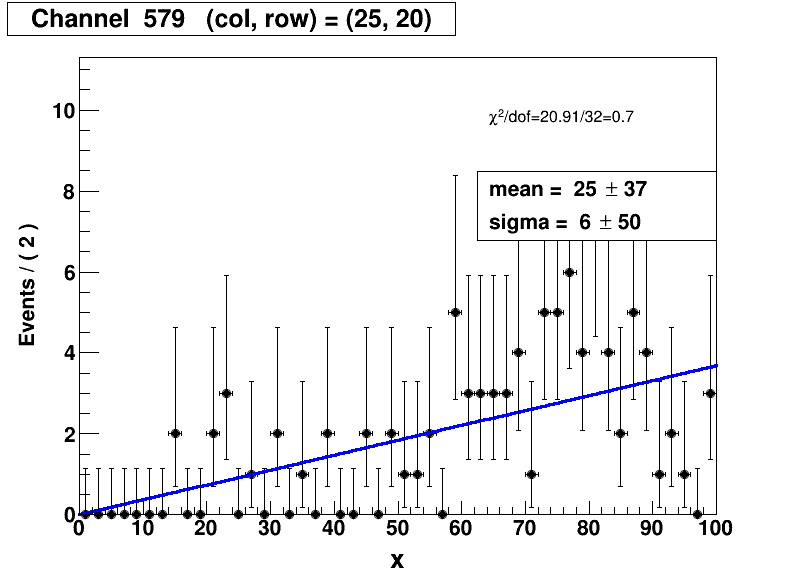 Channel 579 (col, row) = (25, 20)
χ²/dof=20.91/32=0.7
mean = 25 ± 37
sigma = 6 ± 50
Events / ( 2 )
10
8
6
4
2
0
0 10 20 30 40 50 60 70 80 90 100
x